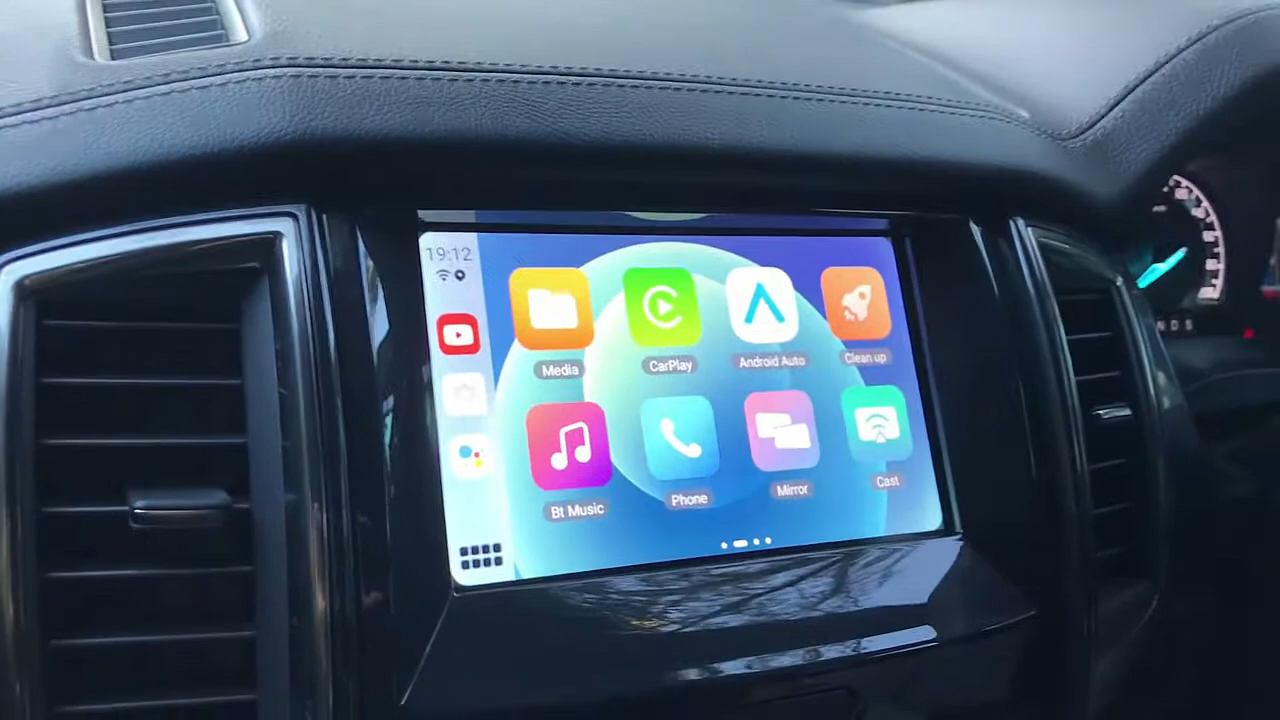 19:12
Media
CarPlay
Android Auto
Clean up
Bt Music
Phone
Mirror
Cast
N D S